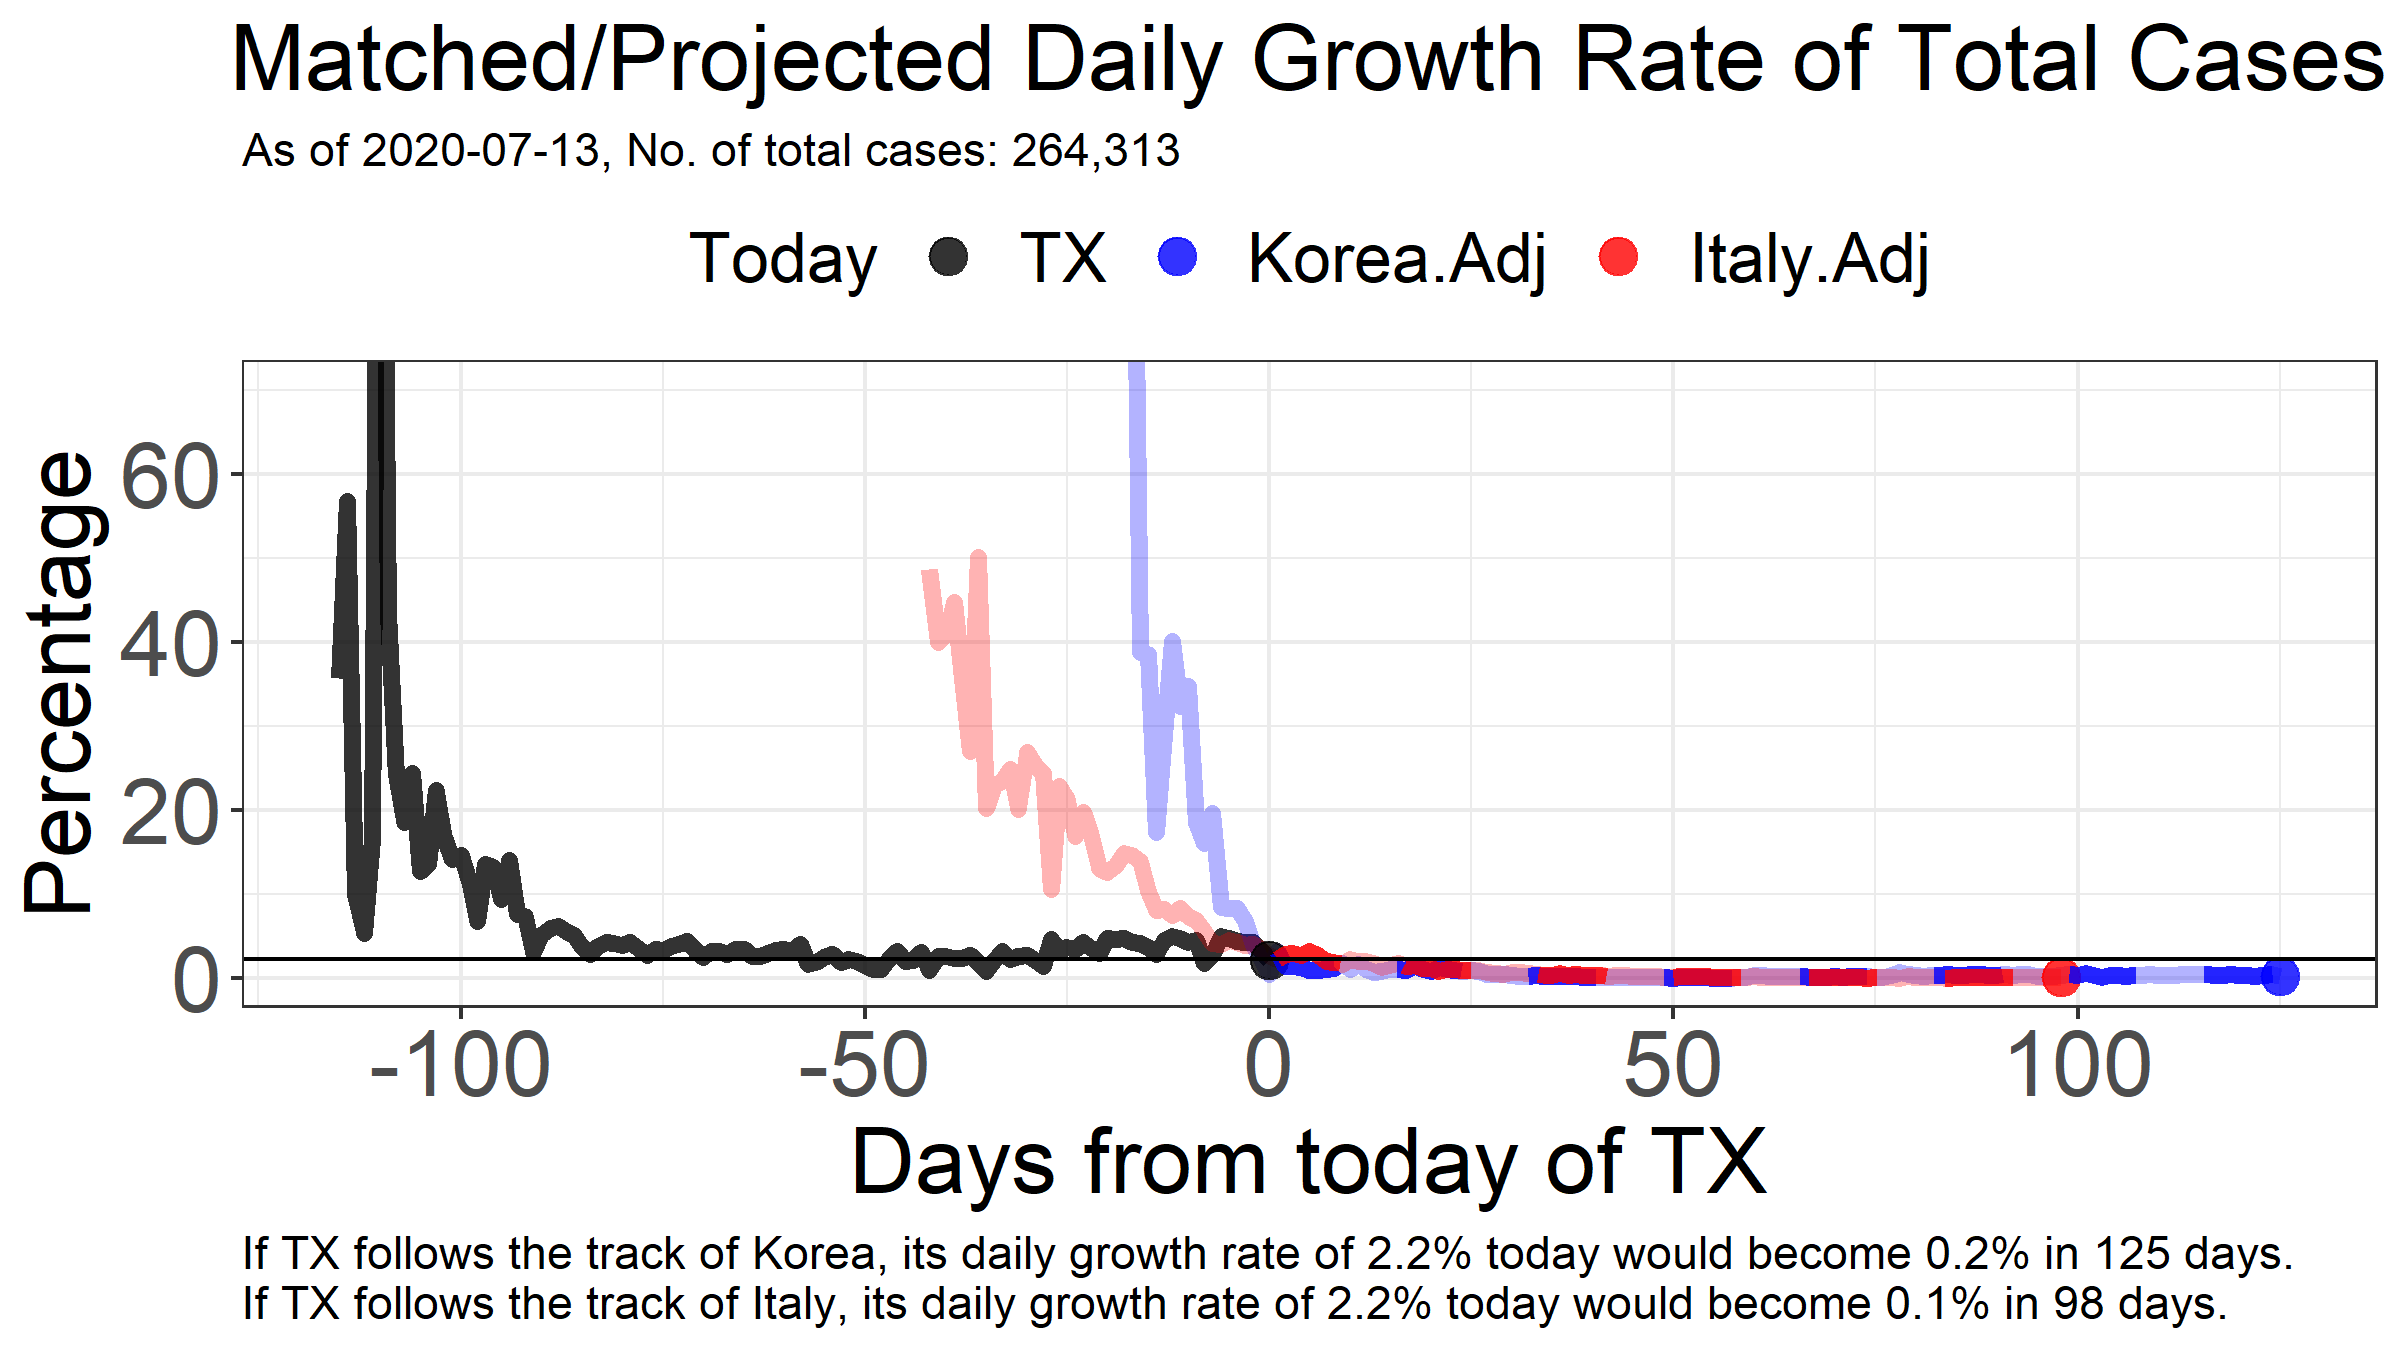 Matched/Projected Daily Growth Rate of Total Cases
As of 2020-07-13, No. of total cases: 264,313
Today TX Korea.Adj Italy.Adj
Percentage
60
40
20
0
-100 -50 0 50 100
Days from today of TX
If TX follows the track of Korea, its daily growth rate of 2.2% today would become 0.2% in 125 days.
If TX follows the track of Italy, its daily growth rate of 2.2% today would become 0.1% in 98 days.